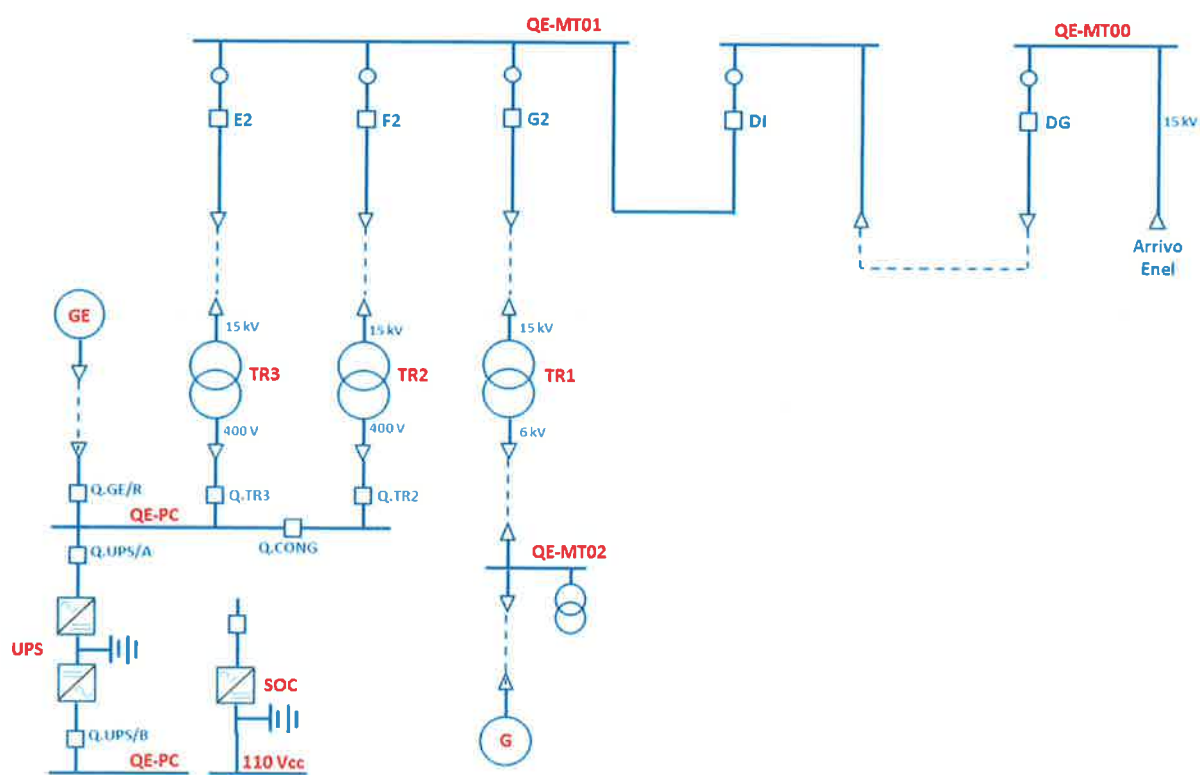 QE-MT01
QE-MT00
E2
F2
G2
DI
DG
15 kV
Arrivo
Enel
GE
15 kV
15 kV
15 kV
TR3
TR2
TR1
400 V
400 V
6 kV
Q.GE/R
Q.TR3
Q.TR2
QE-PC
Q.CONG
Q.UPS/A
QE-MT02
UPS
SOC
Q.UPS/B
G
QE-PC
110 Vcc